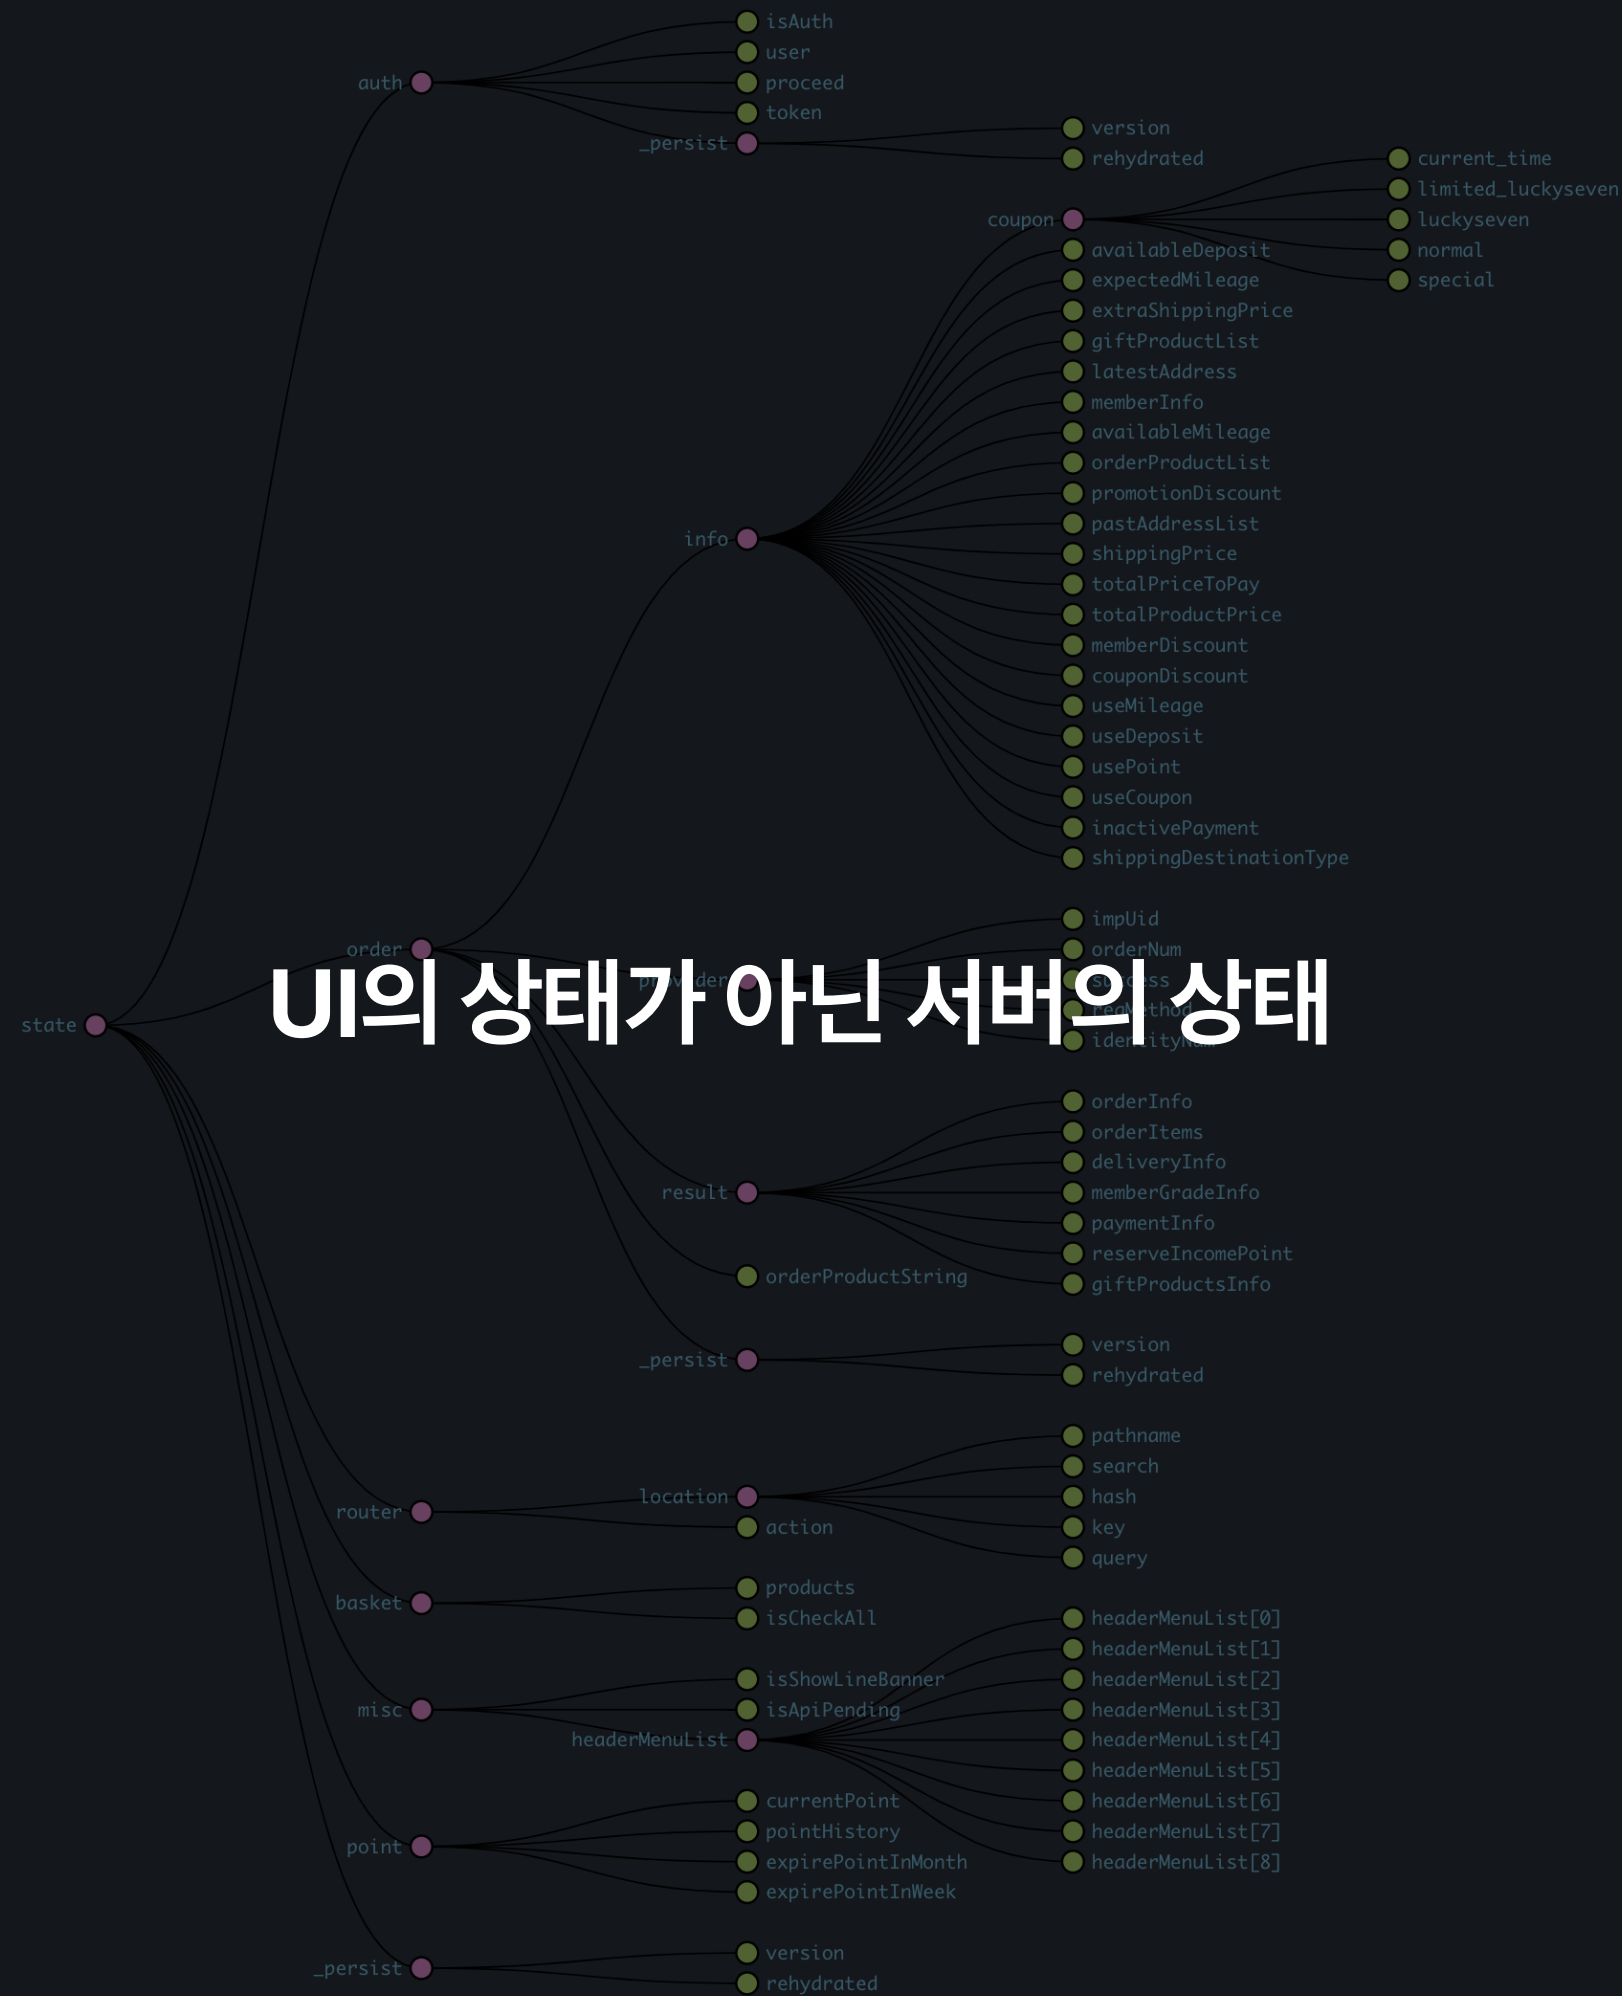 isAuth
user
auth
proceed
token
_persist
version
rehydrated
current_time
limited_luckyseven
coupon
luckyseven
normal
special
availableDeposit
expectedMileage
extraShippingPrice
giftProductList
latestAddress
memberInfo
availableMileage
orderProductList
promotionDiscount
pastAddressList
info
shippingPrice
totalPriceToPay
totalProductPrice
memberDiscount
couponDiscount
useMileage
useDeposit
usePoint
useCoupon
inactivePayment
shippingDestinationType
impUid
order
orderNum
provider
success
reqMethod
identityNum
UI의 상태가 아닌 서버의 상태
state
orderInfo
orderItems
deliveryInfo
result
memberGradeInfo
paymentInfo
reserveIncomePoint
orderProductString
giftProductsInfo
_persist
version
rehydrated
pathname
search
location
hash
router
action
key
query
products
basket
isCheckAll
headerMenuList[0]
headerMenuList[1]
isShowLineBanner
headerMenuList[2]
misc
isApiPending
headerMenuList[3]
headerMenuList
headerMenuList[4]
headerMenuList[5]
currentPoint
headerMenuList[6]
pointHistory
headerMenuList[7]
point
expirePointInMonth
headerMenuList[8]
expirePointInWeek
version
_persist
rehydrated